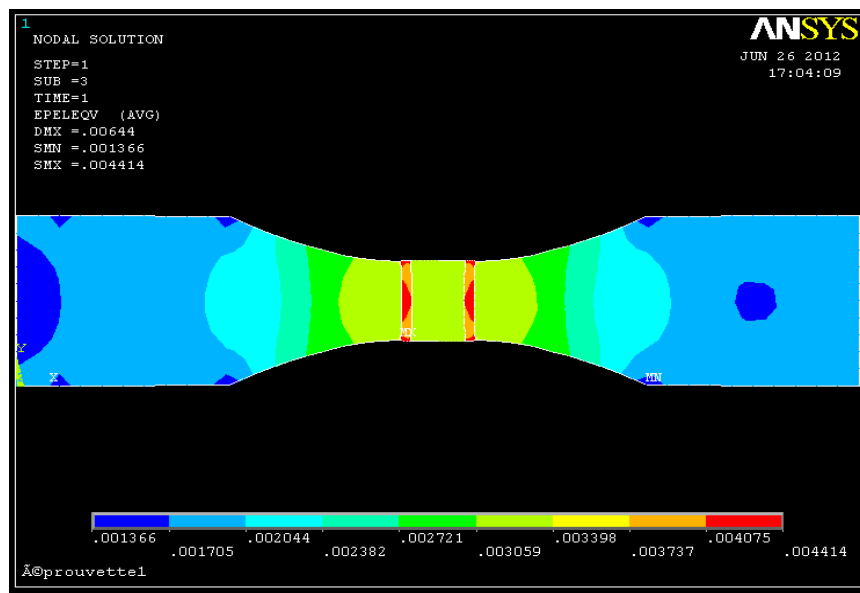 1
NODAL SOLUTION
STEP=1
SUB =3
TIME=1
EPELEQV (AVG)
DMX =.00644
SMN =.001366
SMX =.004414
ANSYS
JUN 26 2012
17:04:09
MX
Y
X
MN
.001366 .002044 .002721 .003398 .004075
.001705 .002382 .003059 .003737 .004414
Ã©prouvette1